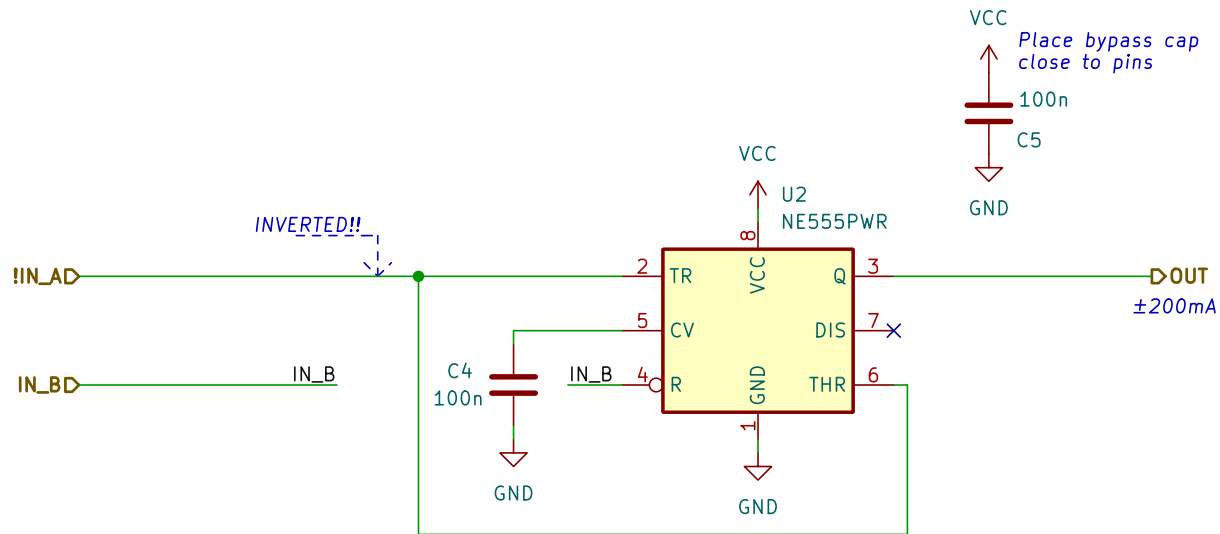 VCC
Place bypass cap
close to pins
100n
C5
GND
VCC
U2
NE555PWR
INVERTED!!
!IN_A
2
TR
8
VCC
Q
3
OUT
±200mA
5
CV
DIS
7
IN_B
IN_B
C4
100n
IN_B
4
R
GND
THR
6
1
GND
GND